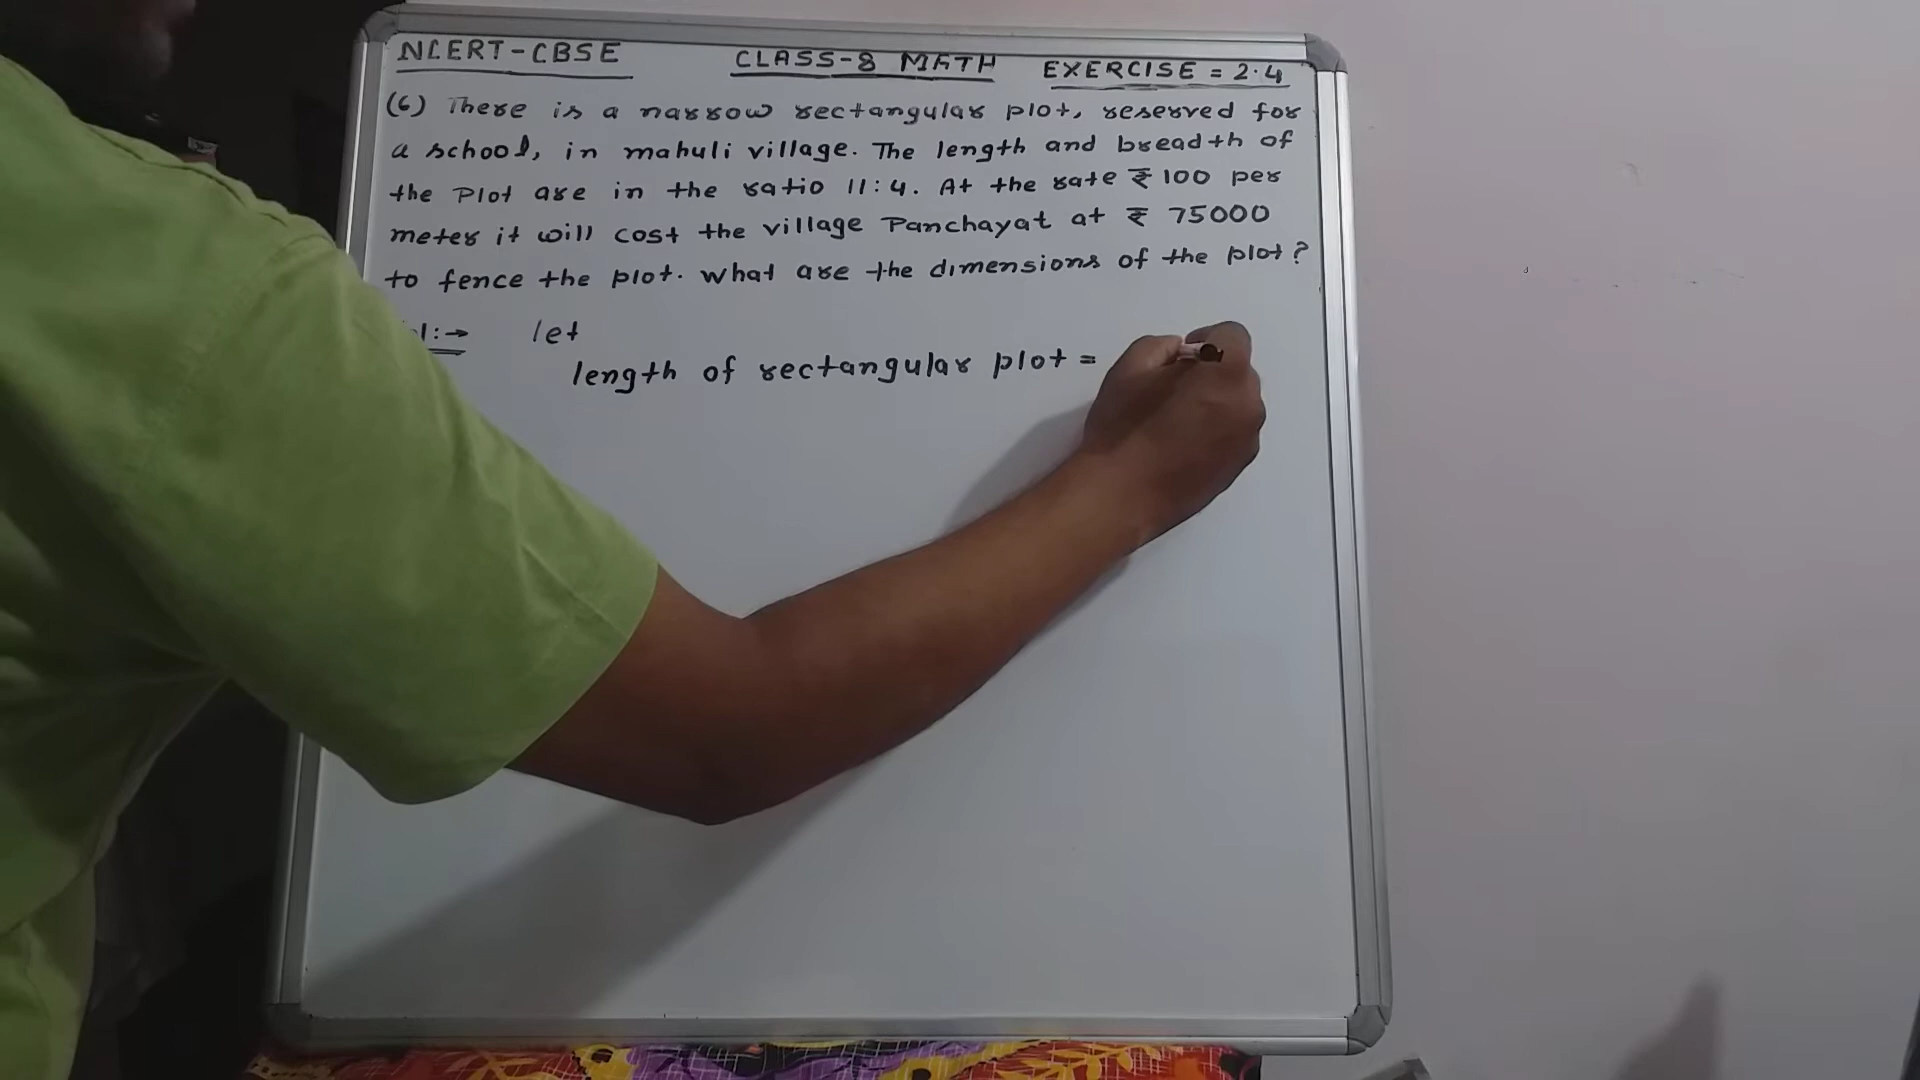 NCERT-CBSE CLASS-8 MATH EXERCISE = 2.4
(6) There is a narrow rectangular plot, reserved for
a school, in mahuli village. The length and breadth of
the Plot are in the ratio 11:4. At the rate ₹ 100 per
meter it will cost the village Panchayat at ₹ 75000
to fence the plot. What are the dimensions of the plot?
let
length of rectangular plot =